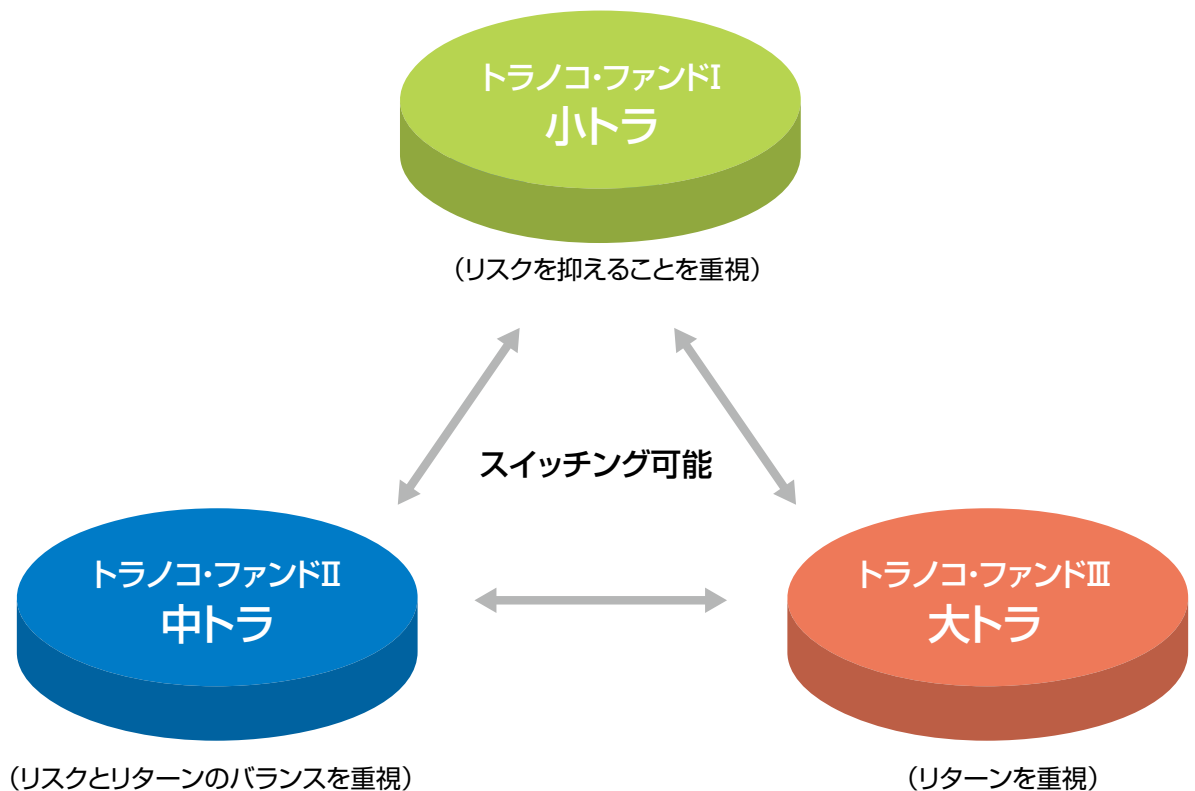 トラノコ・ファンドⅠ
小トラ
（リスクを抑えることを重視）
スイッチング可能
トラノコ・ファンドⅡ
中トラ
（リスクとリターンのバランスを重視）
トラノコ・ファンドⅢ
大トラ
（リターンを重視）